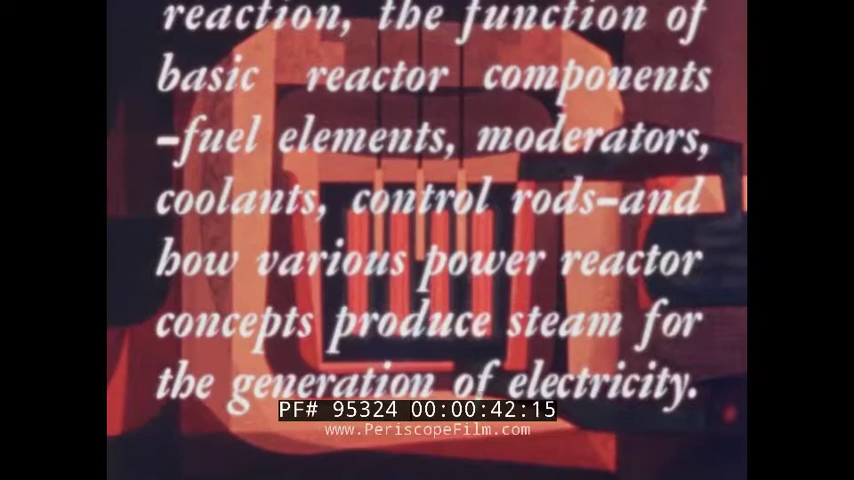 reaction, the function of
basic reactor components
–fuel elements, moderators,
coolants, control rods–and
how various power reactor
concepts produce steam for
the generation of electricity.
PF# 95324 00:00:42:15
www.PeriscopeFilm.com